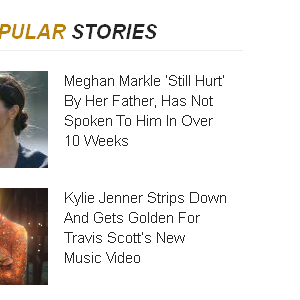 PULAR STORIES
Meghan Markle 'Still Hurt'
By Her Father, Has Not
Spoken To Him In Over
10 Weeks
Kylie Jenner Strips Down
And Gets Golden For
Travis Scott's New
Music Video